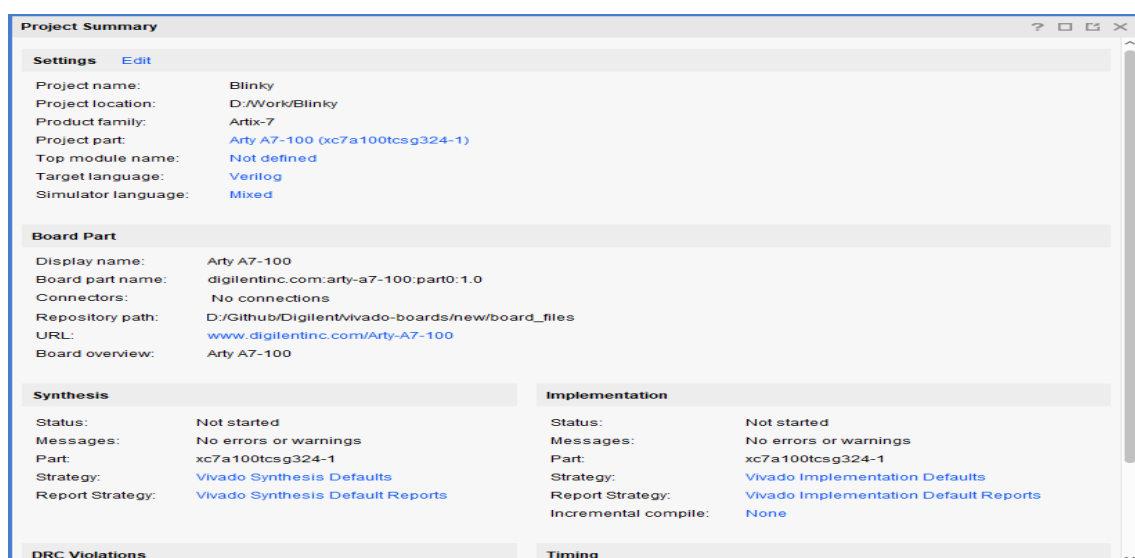 Project Summary
Settings Edit
Project name: Blinky
Project location: D:/Work/Blinky
Product family: Artix-7
Project part: Arty A7-100 (xc7a100tcsg324-1)
Top module name: Not defined
Target language: Verilog
Simulator language: Mixed
Board Part
Display name: Arty A7-100
Board part name: digilentinc.com:arty-a7-100:part0:1.0
Connectors: No connections
Repository path: D:/Github/Digilent/vivado-boards/new/board_files
URL: www.digilentinc.com/Arty-A7-100
Board overview: Arty A7-100
Synthesis
Status: Not started
Messages: No errors or warnings
Part: xc7a100tcsg324-1
Strategy: Vivado Synthesis Defaults
Report Strategy: Vivado Synthesis Default Reports
Implementation
Status: Not started
Messages: No errors or warnings
Part: xc7a100tcsg324-1
Strategy: Vivado Implementation Defaults
Report Strategy: Vivado Implementation Default Reports
Incremental compile: None
DRC Violations
Timing